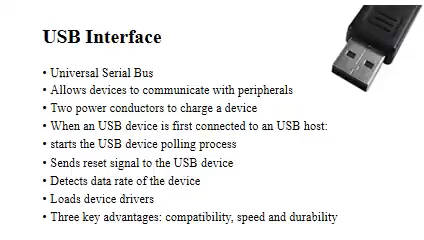 USB Interface
• Universal Serial Bus
• Allows devices to communicate with peripherals
• Two power conductors to charge a device
• When an USB device is first connected to an USB host:
• starts the USB device polling process
• Sends reset signal to the USB device
• Detects data rate of the device
• Loads device drivers
• Three key advantages: compatibility, speed and durability